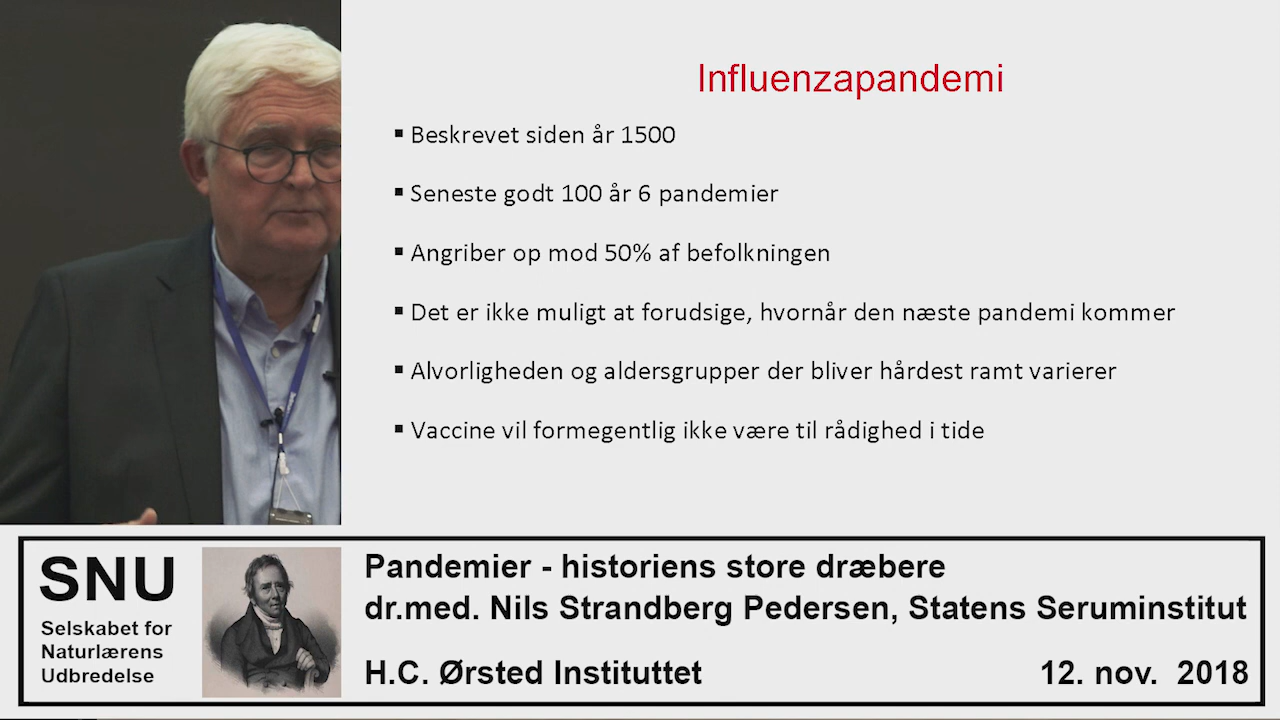 Influenzapandemi
▪ Beskrevet siden år 1500
▪ Seneste godt 100 år 6 pandemier
▪ Angriber op mod 50% af befolkningen
▪ Det er ikke muligt at forudsige, hvornår den næste pandemi kommer
▪ Alvorligheden og aldersgrupper der bliver hårdest ramt varierer
▪ Vaccine vil formegentlig ikke være til rådighed i tide
SNU
Selskabet for
Naturlærens
Udbredelse
Pandemier - historiens store dræbere
dr.med. Nils Strandberg Pedersen, Statens Seruminstitut
H.C. Ørsted Instituttet 12. nov. 2018